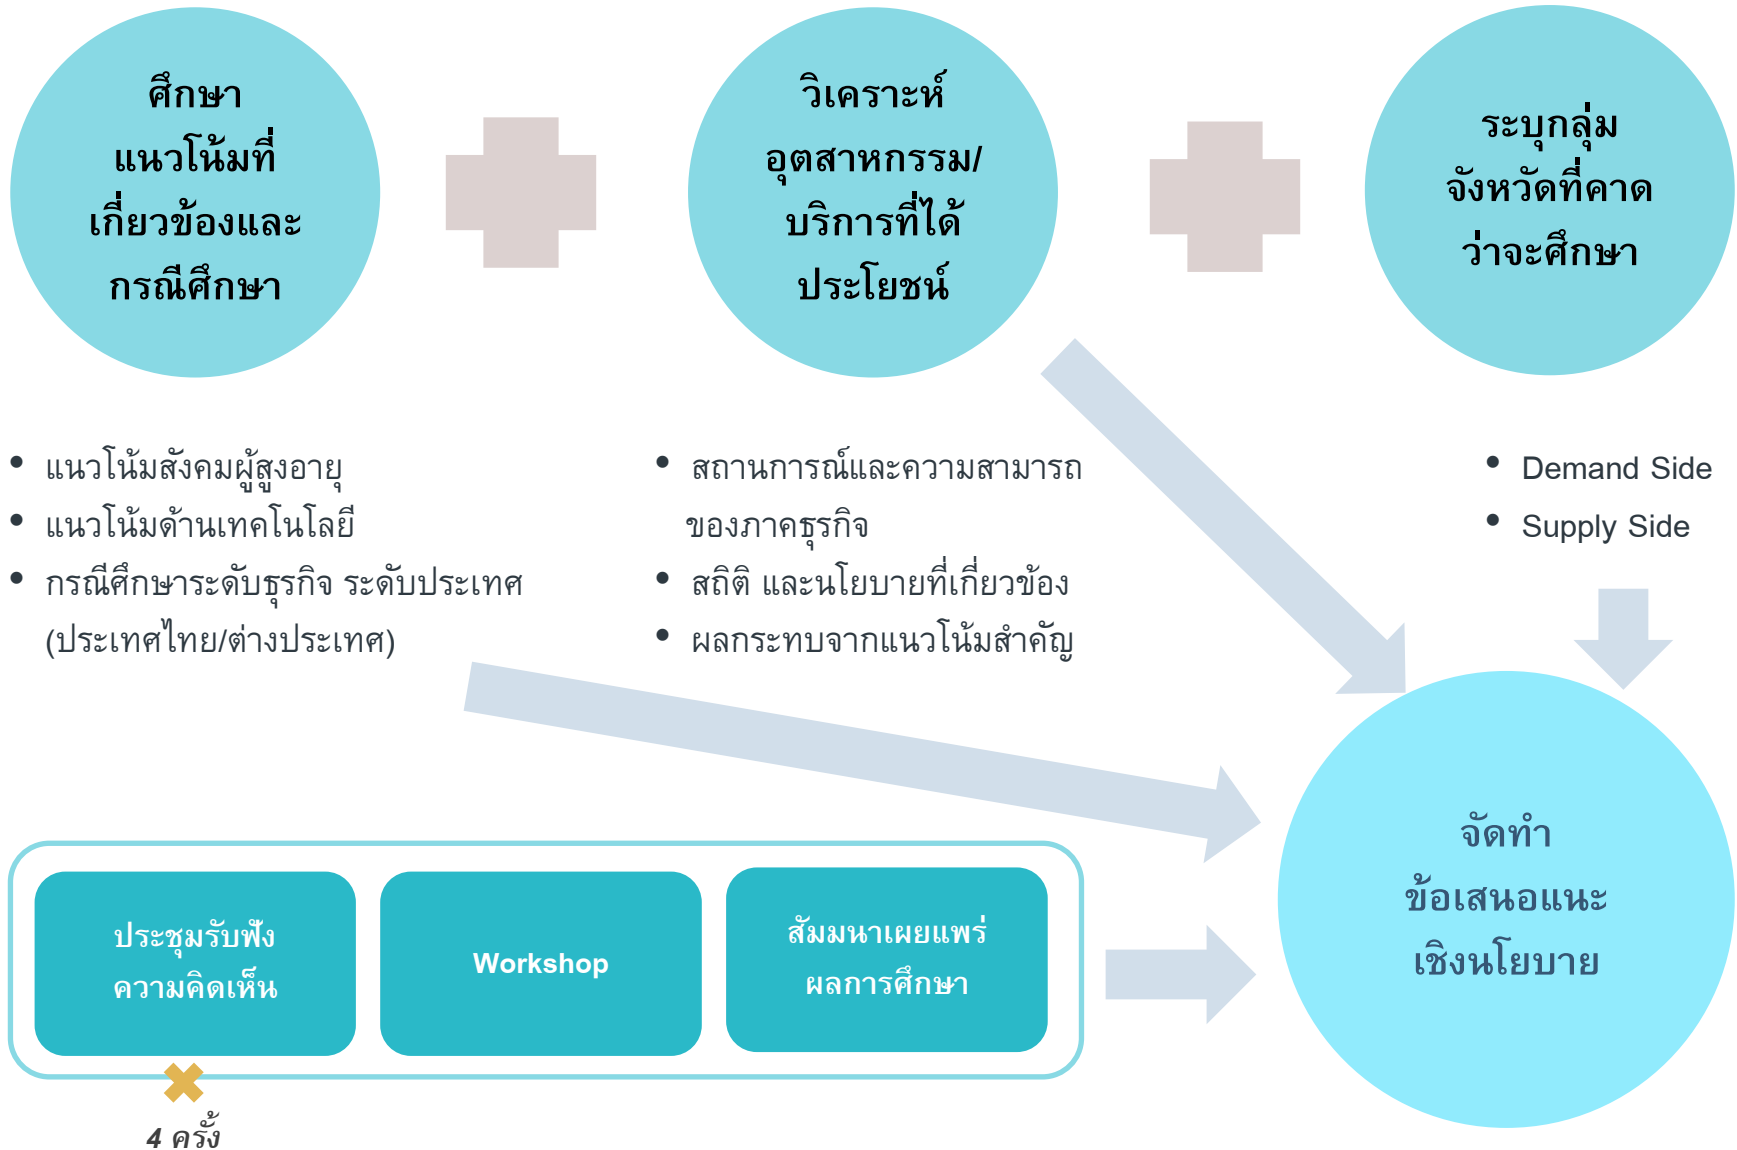 ศึกษา
แนวโน้มที่
เกี่ยวข้องและ
กรณีศึกษา
วิเคราะห์
อุตสาหกรรม/
บริการที่ได้
ประโยชน์
ระบุกลุ่ม
จังหวัดที่คาด
ว่าจะศึกษา
• แนวโน้มสังคมผู้สูงอายุ
• แนวโน้มด้านเทคโนโลยี
• กรณีศึกษาระดับธุรกิจ ระดับประเทศ
(ประเทศไทย/ต่างประเทศ)
• สถานการณ์และความสามารถ
ของภาคธุรกิจ
• สถิติ และนโยบายที่เกี่ยวข้อง
• ผลกระทบจากแนวโน้มสำคัญ
• Demand Side
• Supply Side
ประชุมรับฟัง
ความคิดเห็น
Workshop
สัมมนาเผยแพร่
ผลการศึกษา
4 ครั้ง
จัดทำ
ข้อเสนอแนะ
เชิงนโยบาย